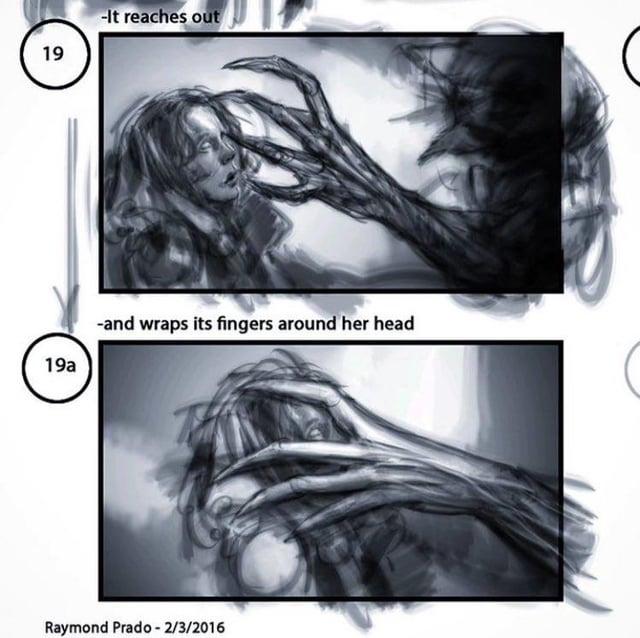 -It reaches out
19
-and wraps its fingers around her head
19a
Raymond Prado - 2/3/2016